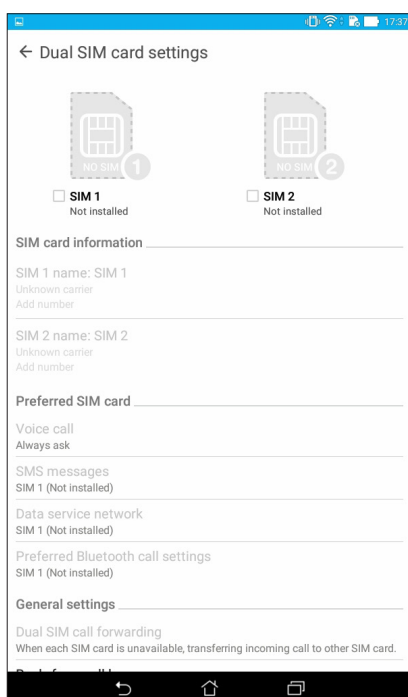 17:37
Dual SIM card settings
NO SIM 1
NO SIM 2
SIM 1
Not installed
SIM 2
Not installed
SIM card information
SIM 1 name: SIM 1
Unknown carrier
Add number
SIM 2 name: SIM 2
Unknown carrier
Add number
Preferred SIM card
Voice call
Always ask
SMS messages
SIM 1 (Not installed)
Data service network
SIM 1 (Not installed)
Preferred Bluetooth call settings
SIM 1 (Not installed)
General settings
Dual SIM call forwarding
When each SIM card is unavailable, transferring incoming call to other SIM card.